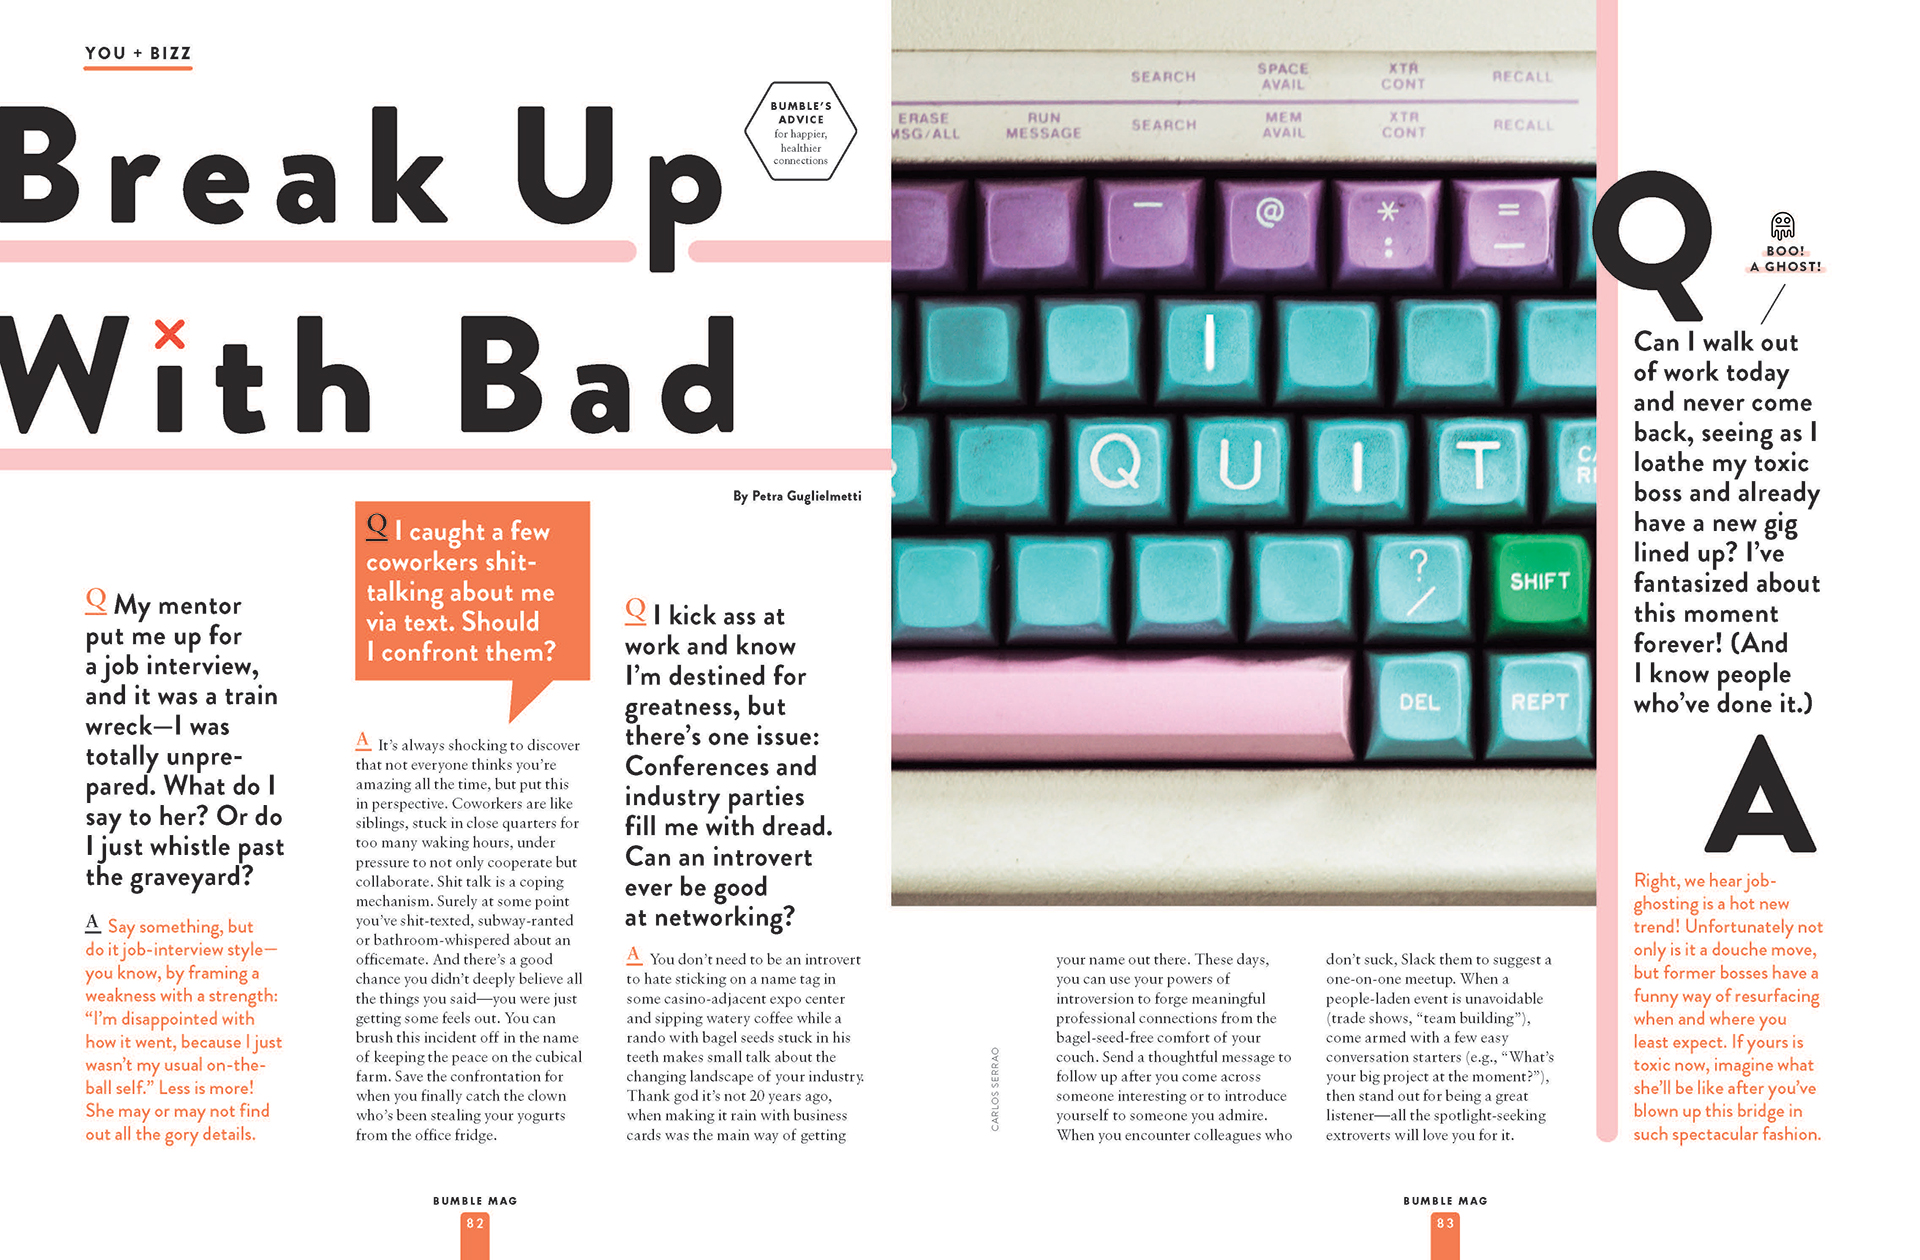 YOU + BIZZ
Break Up
With Bad
BUMBLE'S
ADVICE
for happier,
healthier
connections
By Petra Guglielmetti
Q My mentor
put me up for
a job interview,
and it was a train
wreck—I was
totally unpre-
pared. What do I
say to her? Or do
I just whistle past
the graveyard?
A Say something, but
do it job-interview style—
you know, by framing a
weakness with a strength:
“I’m disappointed with
how it went, because I just
wasn’t my usual on-the-
ball self.” Less is more!
She may or may not find
out all the gory details.
Q I caught a few
coworkers shit-
talking about me
via text. Should
I confront them?
A It’s always shocking to discover
that not everyone thinks you’re
amazing all the time, but put this
in perspective. Coworkers are like
siblings, stuck in close quarters for
too many waking hours, under
pressure to not only cooperate but
collaborate. Shit talk is a coping
mechanism. Surely at some point
you’ve shit-texted, subway-ranted
or bathroom-whispered about an
officemate. And there’s a good
chance you didn’t deeply believe all
the things you said—you were just
getting some feels out. You can
brush this incident off in the name
of keeping the peace on the cubical
farm. Save the confrontation for
when you finally catch the clown
who’s been stealing your yogurts
from the office fridge.
Q I kick ass at
work and know
I’m destined for
greatness, but
there’s one issue:
Conferences and
industry parties
fill me with dread.
Can an introvert
ever be good
at networking?
A You don’t need to be an introvert
to hate sticking on a name tag in
some casino-adjacent expo center
and sipping watery coffee while a
rando with bagel seeds stuck in his
teeth makes small talk about the
changing landscape of your industry.
Thank god it’s not 20 years ago,
when making it rain with business
cards was the main way of getting
your name out there. These days,
you can use your powers of
introversion to forge meaningful
professional connections from the
bagel-seed-free comfort of your
couch. Send a thoughtful message to
follow up after you come across
someone interesting or to introduce
yourself to someone you admire.
When you encounter colleagues who
don’t suck, Slack them to suggest a
one-on-one meetup. When a
people-laden event is unavoidable
(trade shows, “team building”),
come armed with a few easy
conversation starters (e.g., “What’s
your big project at the moment?”),
then stand out for being a great
listener—all the spotlight-seeking
extroverts will love you for it.
SEARCH SPACE AVAIL XTR CONT RECALL
ERASE MSG/ALL RUN MESSAGE SEARCH MEM AVAIL XTR CONT RECALL
— @ * : = —
I
R Q U I T
? / SHIFT
DEL REPT
CARLOS SERRAO
Q
BOO!
A GHOST!
Can I walk out
of work today
and never come
back, seeing as I
loathe my toxic
boss and already
have a new gig
lined up? I’ve
fantasized about
this moment
forever! (And
I know people
who’ve done it.)
A
Right, we hear job-
ghosting is a hot new
trend! Unfortunately not
only is it a douche move,
but former bosses have a
funny way of resurfacing
when and where you
least expect. If yours is
toxic now, imagine what
she’ll be like after you’ve
blown up this bridge in
such spectacular fashion.
BUMBLE MAG
82
BUMBLE MAG
83